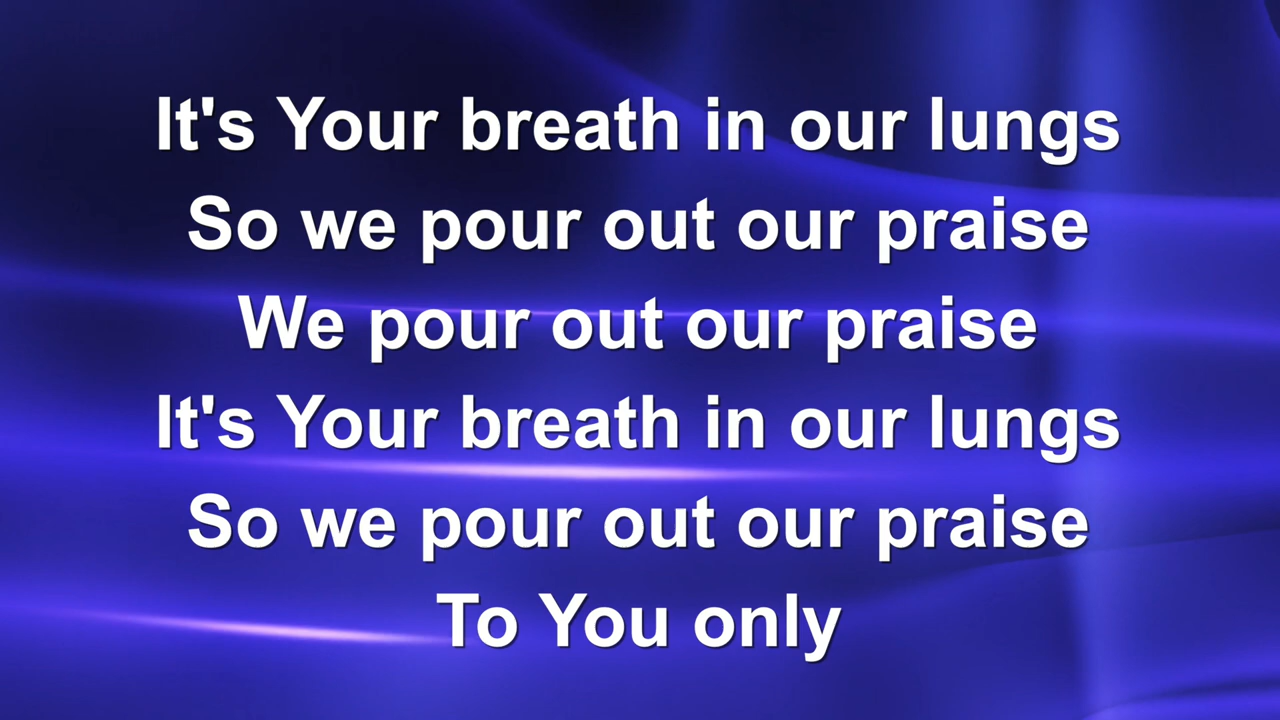 It's Your breath in our lungs
So we pour out our praise
We pour out our praise
It's Your breath in our lungs
So we pour out our praise
To You only